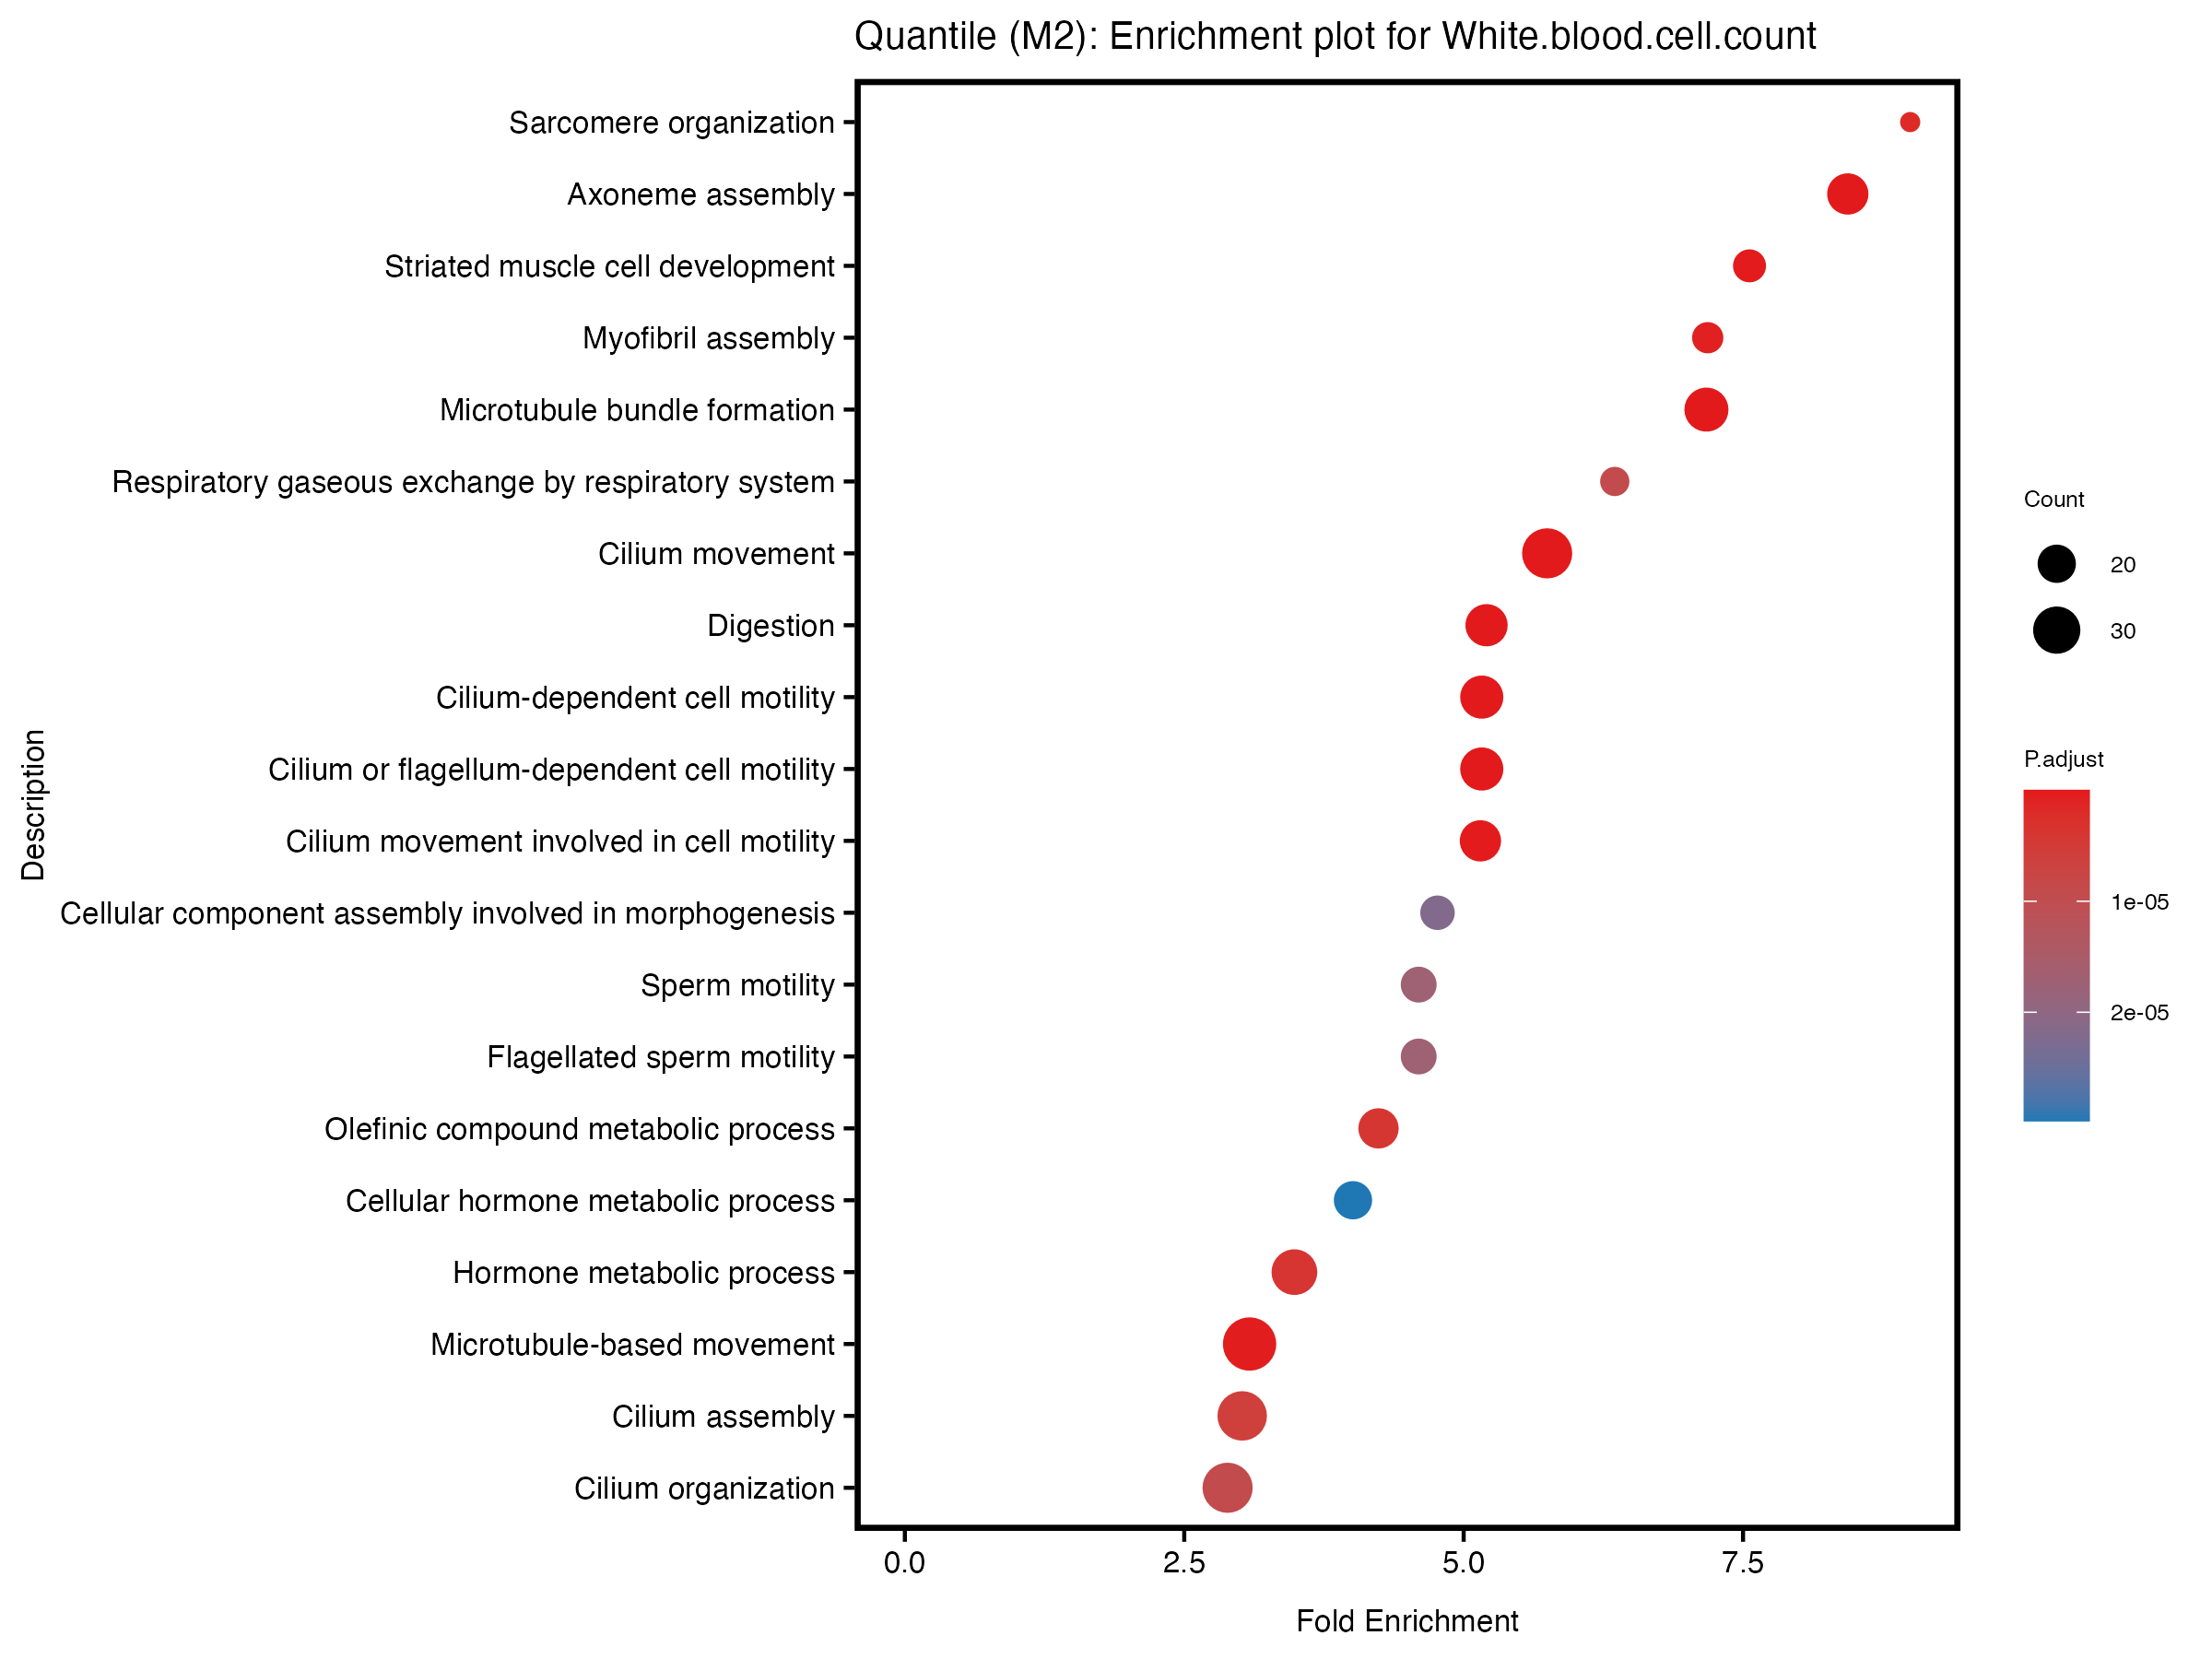 Quantile (M2): Enrichment plot for White.blood.cell.count
Description
Sarcomere organization
Axoneme assembly
Striated muscle cell development
Myofibril assembly
Microtubule bundle formation
Respiratory gaseous exchange by respiratory system
Cilium movement
Digestion
Cilium-dependent cell motility
Cilium or flagellum-dependent cell motility
Cilium movement involved in cell motility
Cellular component assembly involved in morphogenesis
Sperm motility
Flagellated sperm motility
Olefinic compound metabolic process
Cellular hormone metabolic process
Hormone metabolic process
Microtubule-based movement
Cilium assembly
Cilium organization
0.0 2.5 5.0 7.5
Fold Enrichment
Count
20
30
P.adjust
1e-05
2e-05